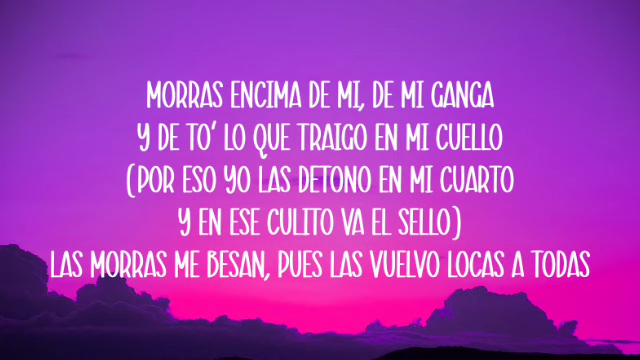 MORRAS ENCIMA DE MI, DE MI GANGA
Y DE TO' LO QUE TRAIGO EN MI CUELLO
(POR ESO YO LAS DETONO EN MI CUARTO
Y EN ESE CULITO VA EL SELLO)
LAS MORRAS ME BESAN, PUES LAS VUELVO LOCAS A TODAS